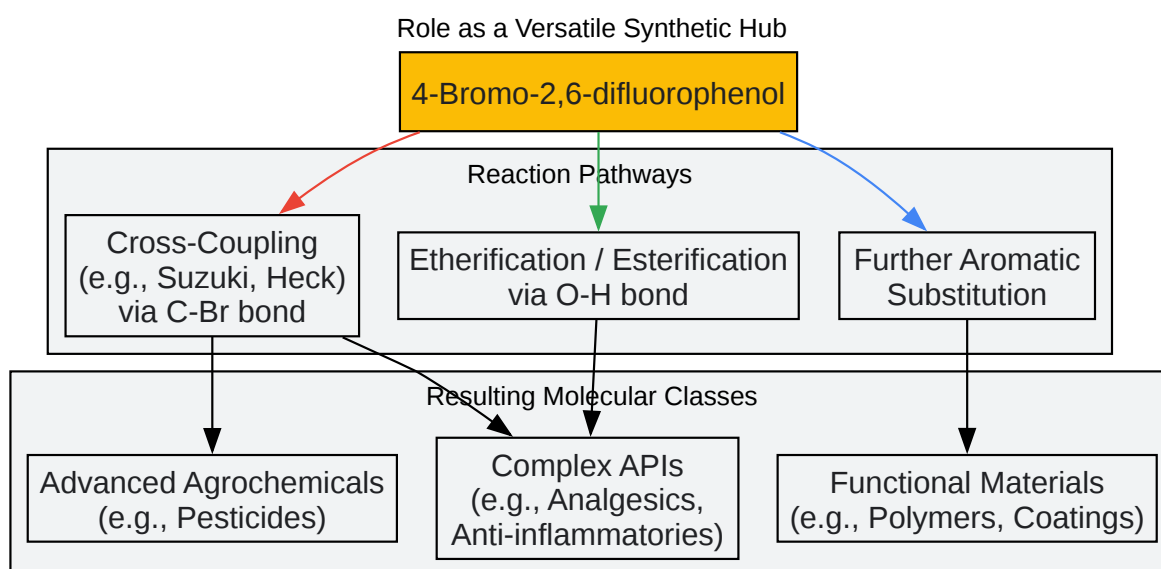 Role as a Versatile Synthetic Hub
4-Bromo-2,6-difluorophenol
Reaction Pathways
Cross-Coupling
(e.g., Suzuki, Heck)
via C-Br bond
Etherification / Esterification
via O-H bond
Further Aromatic
Substitution
Resulting Molecular Classes
Advanced Agrochemicals
(e.g., Pesticides)
Complex APIs
(e.g., Analgesics,
Anti-inflammatories)
Functional Materials
(e.g., Polymers, Coatings)